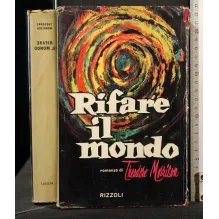 Rifare
il
mondo
romanzo di Theodore Morrison
RIZZOLI